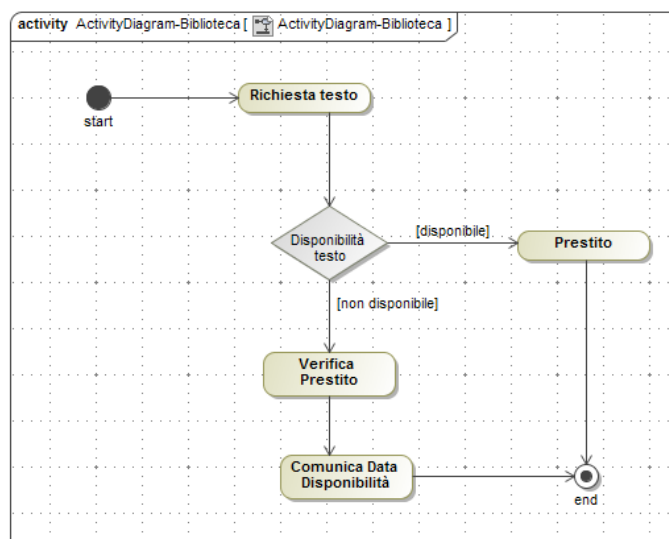 activity ActivityDiagram-Biblioteca [ ActivityDiagram-Biblioteca ]
Richiesta testo
start
Disponibilità
testo
[disponibile]
Prestito
[non disponibile]
Verifica
Prestito
Comunica Data
Disponibilità
end